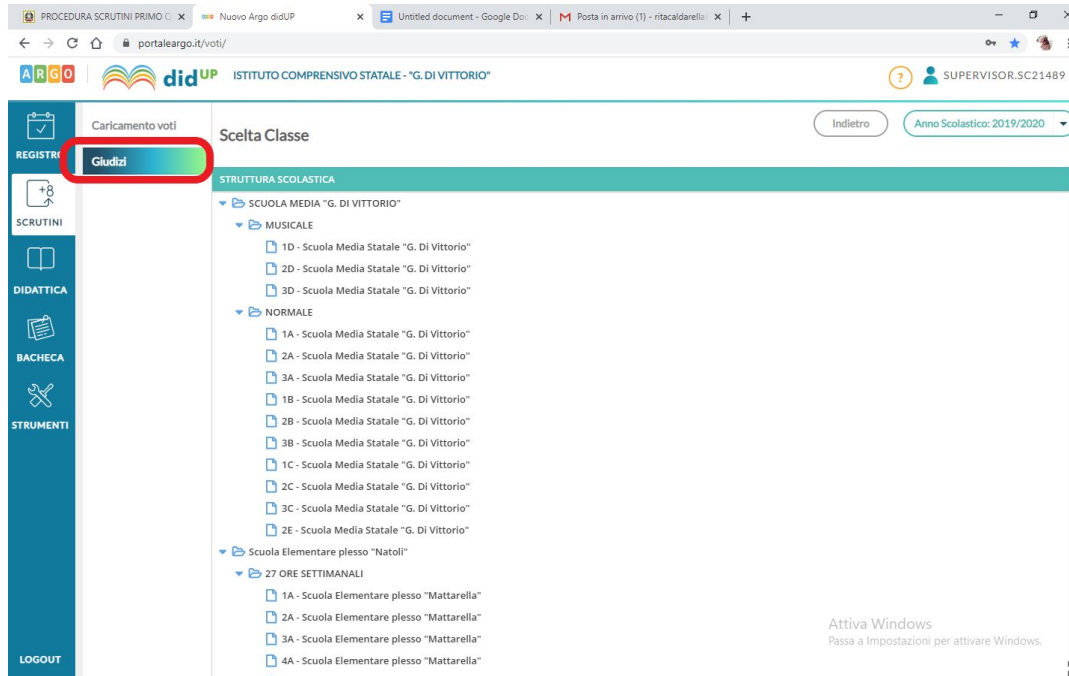 PROCEDURA SCRUTINI PRIMO Q
Nuovo Argo didUP
Untitled document - Google Doc
Posta in arrivo (1) - ritacaldarella
portaleargo.it/voti/
ARGO
didUP
ISTITUTO COMPRENSIVO STATALE - "G. DI VITTORIO"
?
SUPERVISOR.SC21489
REGISTRO
+8
SCRUTINI
DIDATTICA
BACHECA
STRUMENTI
LOGOUT
Caricamento voti
Giudizi
Scelta Classe
Indietro
Anno Scolastico: 2019/2020
STRUTTURA SCOLASTICA
SCUOLA MEDIA "G. DI VITTORIO"
MUSICALE
1D - Scuola Media Statale "G. Di Vittorio"
2D - Scuola Media Statale "G. Di Vittorio"
3D - Scuola Media Statale "G. Di Vittorio"
NORMALE
1A - Scuola Media Statale "G. Di Vittorio"
2A - Scuola Media Statale "G. Di Vittorio"
3A - Scuola Media Statale "G. Di Vittorio"
1B - Scuola Media Statale "G. Di Vittorio"
2B - Scuola Media Statale "G. Di Vittorio"
3B - Scuola Media Statale "G. Di Vittorio"
1C - Scuola Media Statale "G. Di Vittorio"
2C - Scuola Media Statale "G. Di Vittorio"
3C - Scuola Media Statale "G. Di Vittorio"
2E - Scuola Media Statale "G. Di Vittorio"
Scuola Elementare plesso "Natoli"
27 ORE SETTIMANALI
1A - Scuola Elementare plesso "Mattarella"
2A - Scuola Elementare plesso "Mattarella"
3A - Scuola Elementare plesso "Mattarella"
4A - Scuola Elementare plesso "Mattarella"
Attiva Windows
Passa a Impostazioni per attivare Windows.